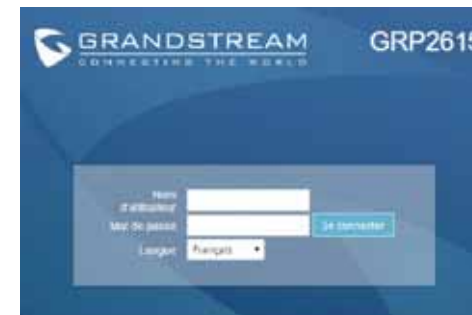 GRANDSTREAM
CONNECTING THE WORLD
GRP2615
Nom
d'utilisateur
Mot de passe
Se connecter
Langue
Français